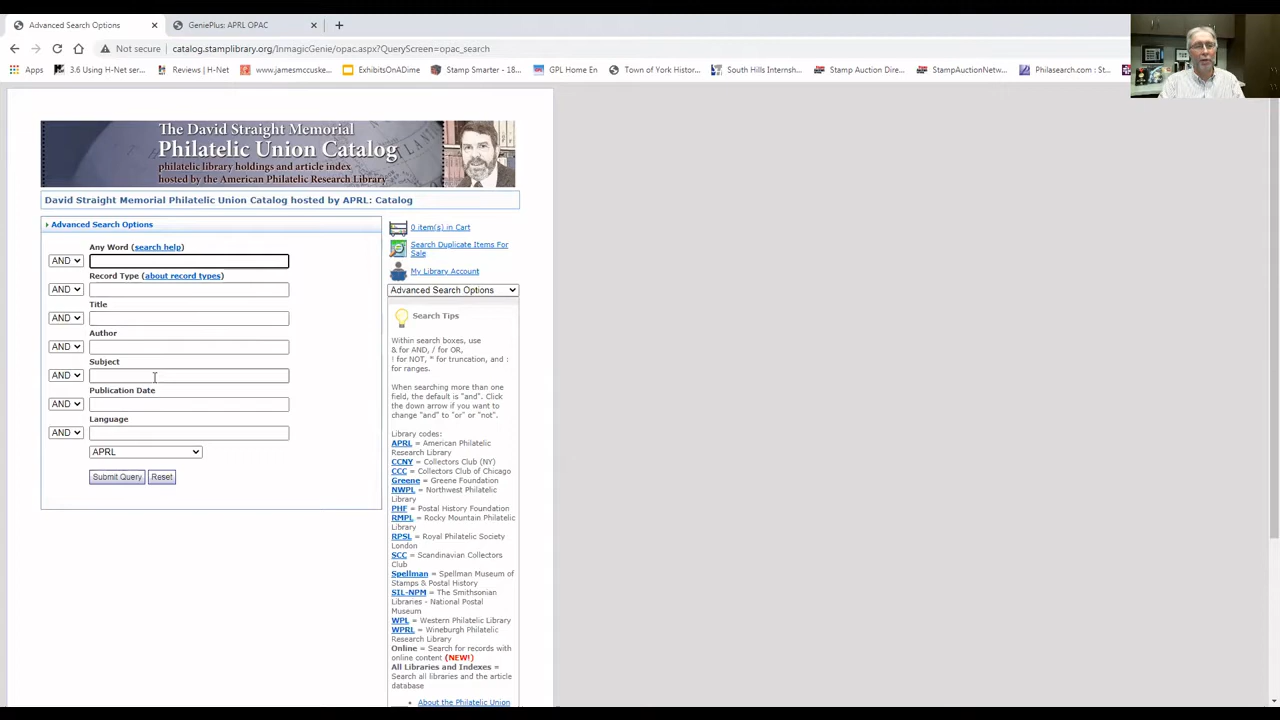 Advanced Search Options
GeniePlus: APRL OPAC
Not secure
catalog.stamplibrary.org/InmagicGenie/opac.aspx?QueryScreen=opac_search
Apps
3.6 Using H-Net serv...
Reviews | H-Net
www.jamesmccuske...
ExhibitsOnADime
Stamp Smarter - 18...
GPL Home En
Town of York Histor...
South Hills Internsh...
Stamp Auction Dire...
StampAuctionNetw...
Philasearch.com : St...
The David Straight Memorial
Philatelic Union Catalog
philatelic library holdings and article index
hosted by the American Philatelic Research Library
David Straight Memorial Philatelic Union Catalog hosted by APRL: Catalog
Advanced Search Options
Any Word (search help)
AND
Record Type (about record types)
AND
Title
AND
Author
AND
Subject
AND
Publication Date
AND
Language
AND
APRL
Submit Query
Reset
0 item(s) in Cart
Search Duplicate Items For
Sale
My Library Account
Advanced Search Options
Search Tips
Within search boxes, use
& for AND, / for OR,
! for NOT, * for truncation, and :
for ranges.
When searching more than one
field, the default is "and". Click
the down arrow if you want to
change "and" to "or" or "not".
Library codes:
APRL = American Philatelic
Research Library
CCNY = Collectors Club (NY)
CCC = Collectors Club of Chicago
Greene = Greene Foundation
NWPL = Northwest Philatelic
Library
PHF = Postal History Foundation
RMPL = Rocky Mountain Philatelic
Library
RPSL = Royal Philatelic Society
London
SCC = Scandinavian Collectors
Club
Spellman = Spellman Museum of
Stamps & Postal History
SIL-NPM = The Smithsonian
Libraries - National Postal
Museum
WPL = Western Philatelic Library
WPRL = Wineburgh Philatelic
Research Library
Online = Search for records with
online content (NEW!)
All Libraries and Indexes =
Search all libraries and the article
database
About the Philatelic Union